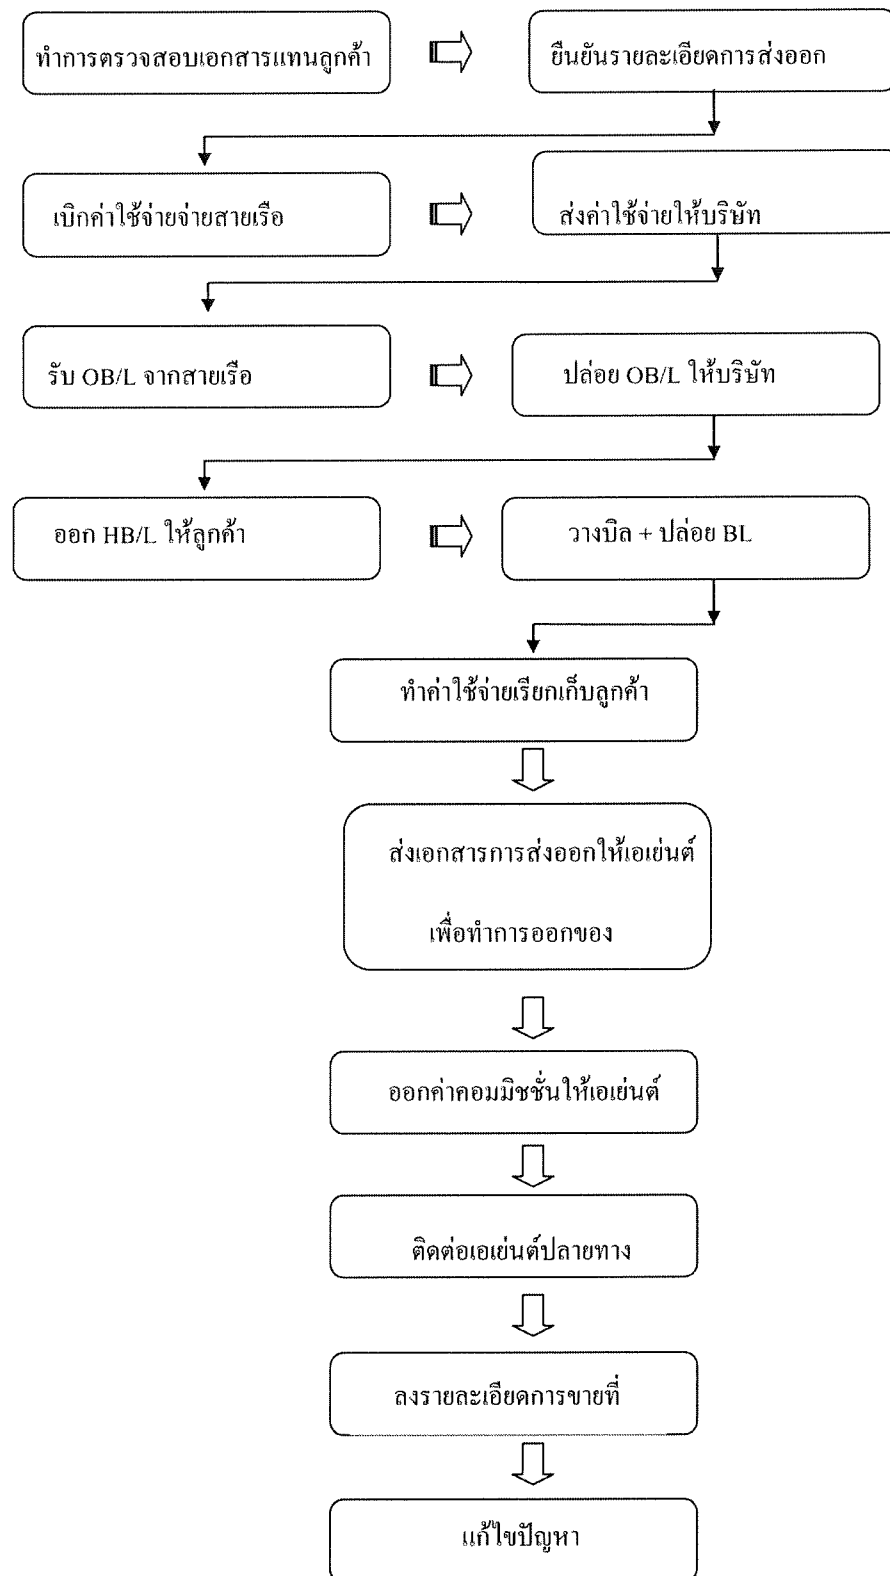 ทำการตรวจสอบเอกสารแทนลูกค้า
ยืนยันรายละเอียดการส่งออก
เบิกค่าใช้จ่ายจ่ายสายเรือ
ส่งค่าใช้จ่ายให้บริษัท
รับ OB/L จากสายเรือ
ปล่อย OB/L ให้บริษัท
ออก HB/L ให้ลูกค้า
วางบิล + ปล่อย BL
ทำค่าใช้จ่ายเรียกเก็บลูกค้า
ส่งเอกสารการส่งออกให้เอเย่นต์
เพื่อทำการออกของ
ออกค่าคอมมิชชั่นให้เอเย่นต์
ติดต่อเอเย่นต์ปลายทาง
ลงรายละเอียดการขายที่
แก้ไขปัญหา